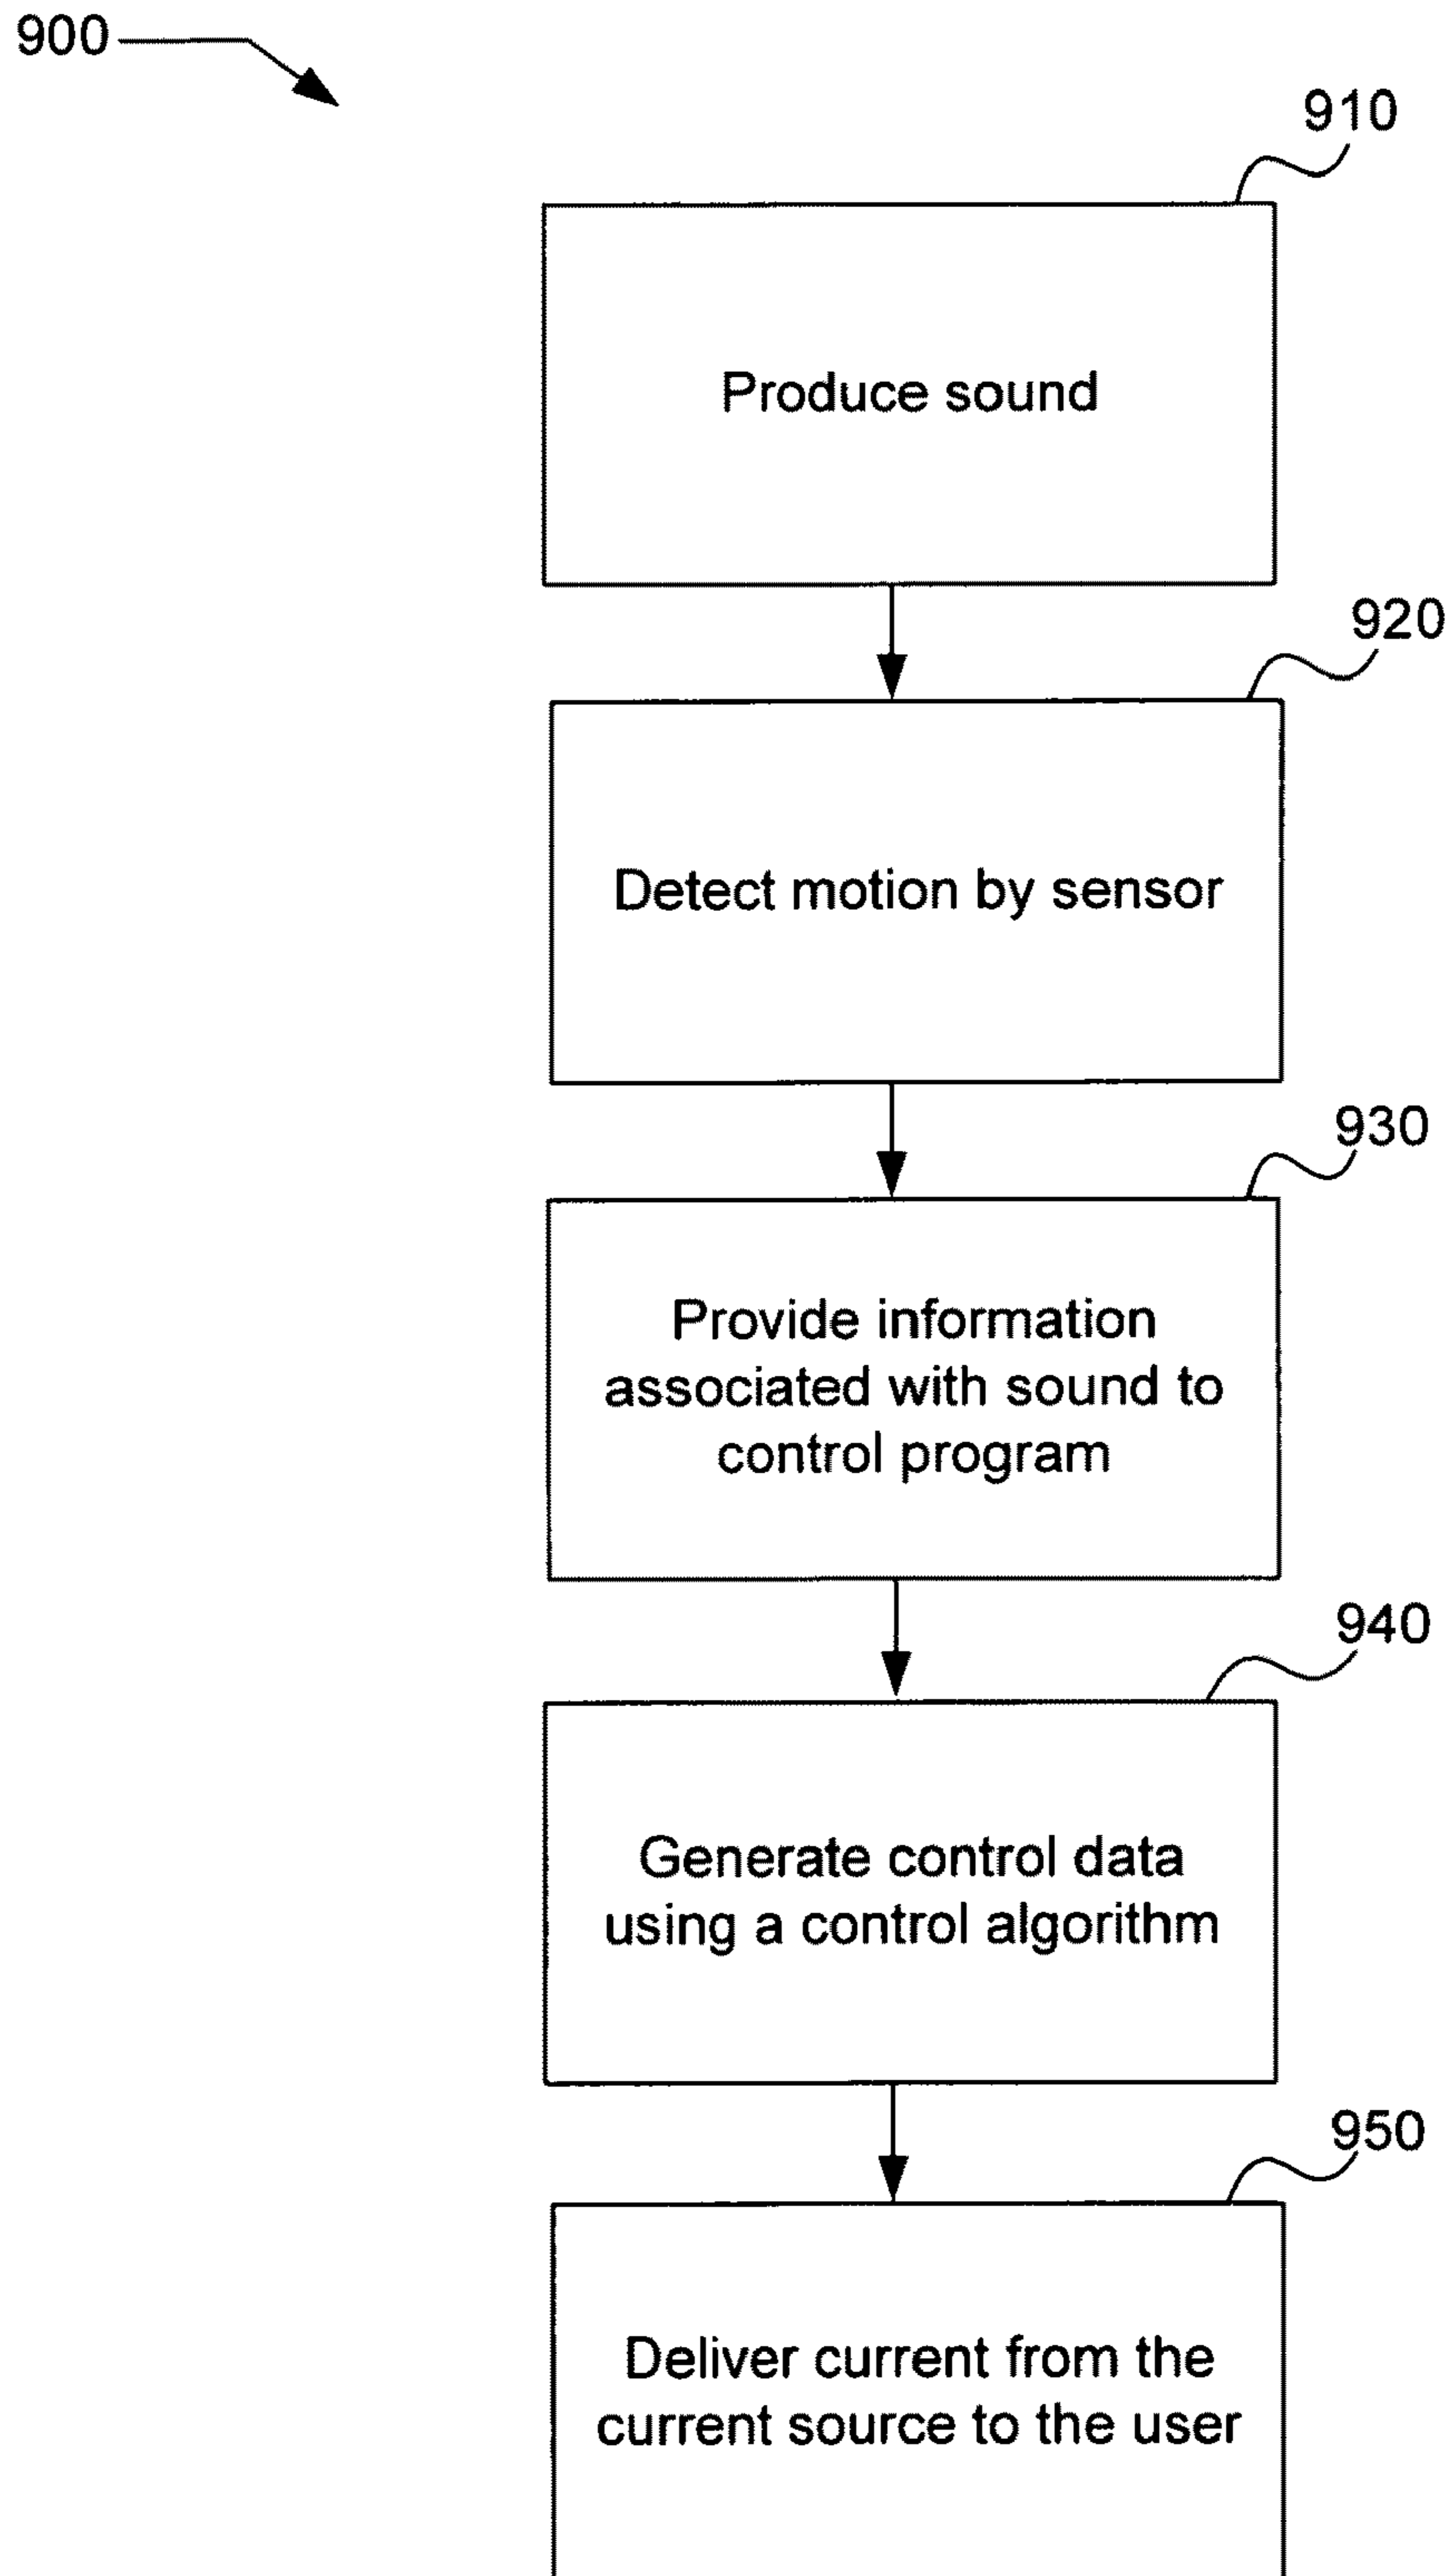 900
910
Produce sound
920
Detect motion by sensor
930
Provide information
associated with sound to
control program
940
Generate control data
using a control algorithm
950
Deliver current from the
current source to the user